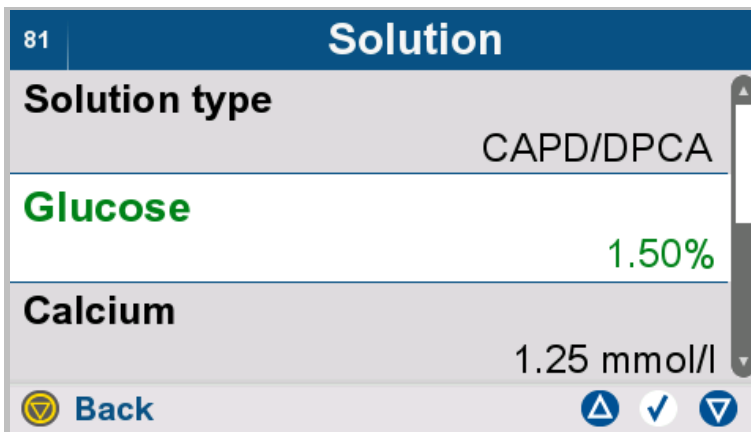 81 Solution
Solution type
CAPD/DPCA
Glucose
1.50%
Calcium
1.25 mmol/l
Back